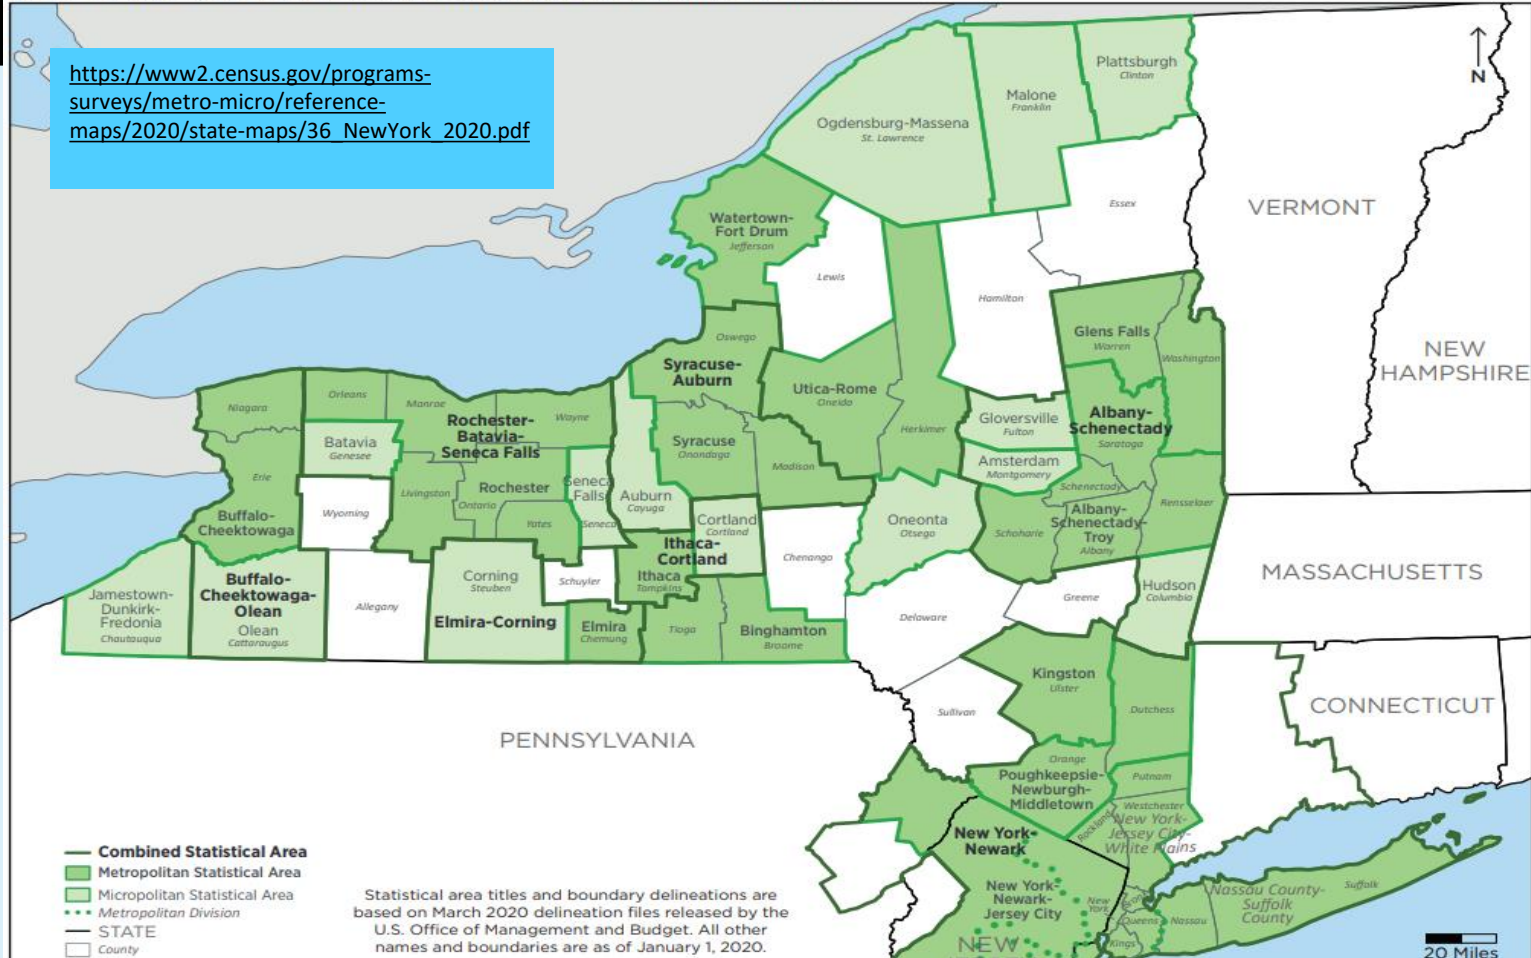 https://www2.census.gov/programs-
surveys/metro-micro/reference-
maps/2020/state-maps/36_NewYork_2020.pdf
N
Plattsburgh
Clinton
Malone
Franklin
Ogdensburg-Massena
St. Lawrence
Essex
VERMONT
Watertown-
Fort Drum
Jefferson
Lewis
Hamilton
Glens Falls
Warren
Washington
NEW
HAMPSHIRE
Oswego
Syracuse-
Auburn
Utica-Rome
Oneida
Herkimer
Gloversville
Fulton
Albany-
Schenectady
Saratoga
Niagara
Orleans
Monroe
Wayne
Rochester-
Batavia-
Seneca Falls
Batavia
Genesee
Syracuse
Onondaga
Madison
Amsterdam
Montgomery
Schenectady
Erie
Livingston
Rochester
Ontario
Yates
Seneca
Falls
Seneca
Auburn
Cayuga
Wyoming
Buffalo-
Cheektowaga
Cortland
Cortland
Ithaca-
Cortland
Oneonta
Otsego
Schoharie
Albany-
Schenectady-
Troy
Albany
Rensselaer
Chenango
Ithaca
Tompkins
Corning
Steuben
Schuyler
Hudson
Columbia
Greene
MASSACHUSETTS
Jamestown-
Dunkirk-
Fredonia
Chautauqua
Buffalo-
Cheektowaga-
Olean
Olean
Cattaraugus
Allegany
Elmira-Corning
Elmira
Chemung
Tioga
Binghamton
Broome
Delaware
Kingston
Ulster
Dutchess
Sullivan
CONNECTICUT
PENNSYLVANIA
Orange
Poughkeepsie-
Newburgh-
Middletown
Putnam
Westchester
Rockland
New York-
Jersey City-
White Plains
New York-
Newark
New York-
Newark-
Jersey City
New
York
Bronx
Queens
Kings
Nassau
Nassau County-
Suffolk
County
Suffolk
NEW
Combined Statistical Area
Metropolitan Statistical Area
Micropolitan Statistical Area
Metropolitan Division
STATE
County
Statistical area titles and boundary delineations are
based on March 2020 delineation files released by the
U.S. Office of Management and Budget. All other
names and boundaries are as of January 1, 2020.
20 Miles